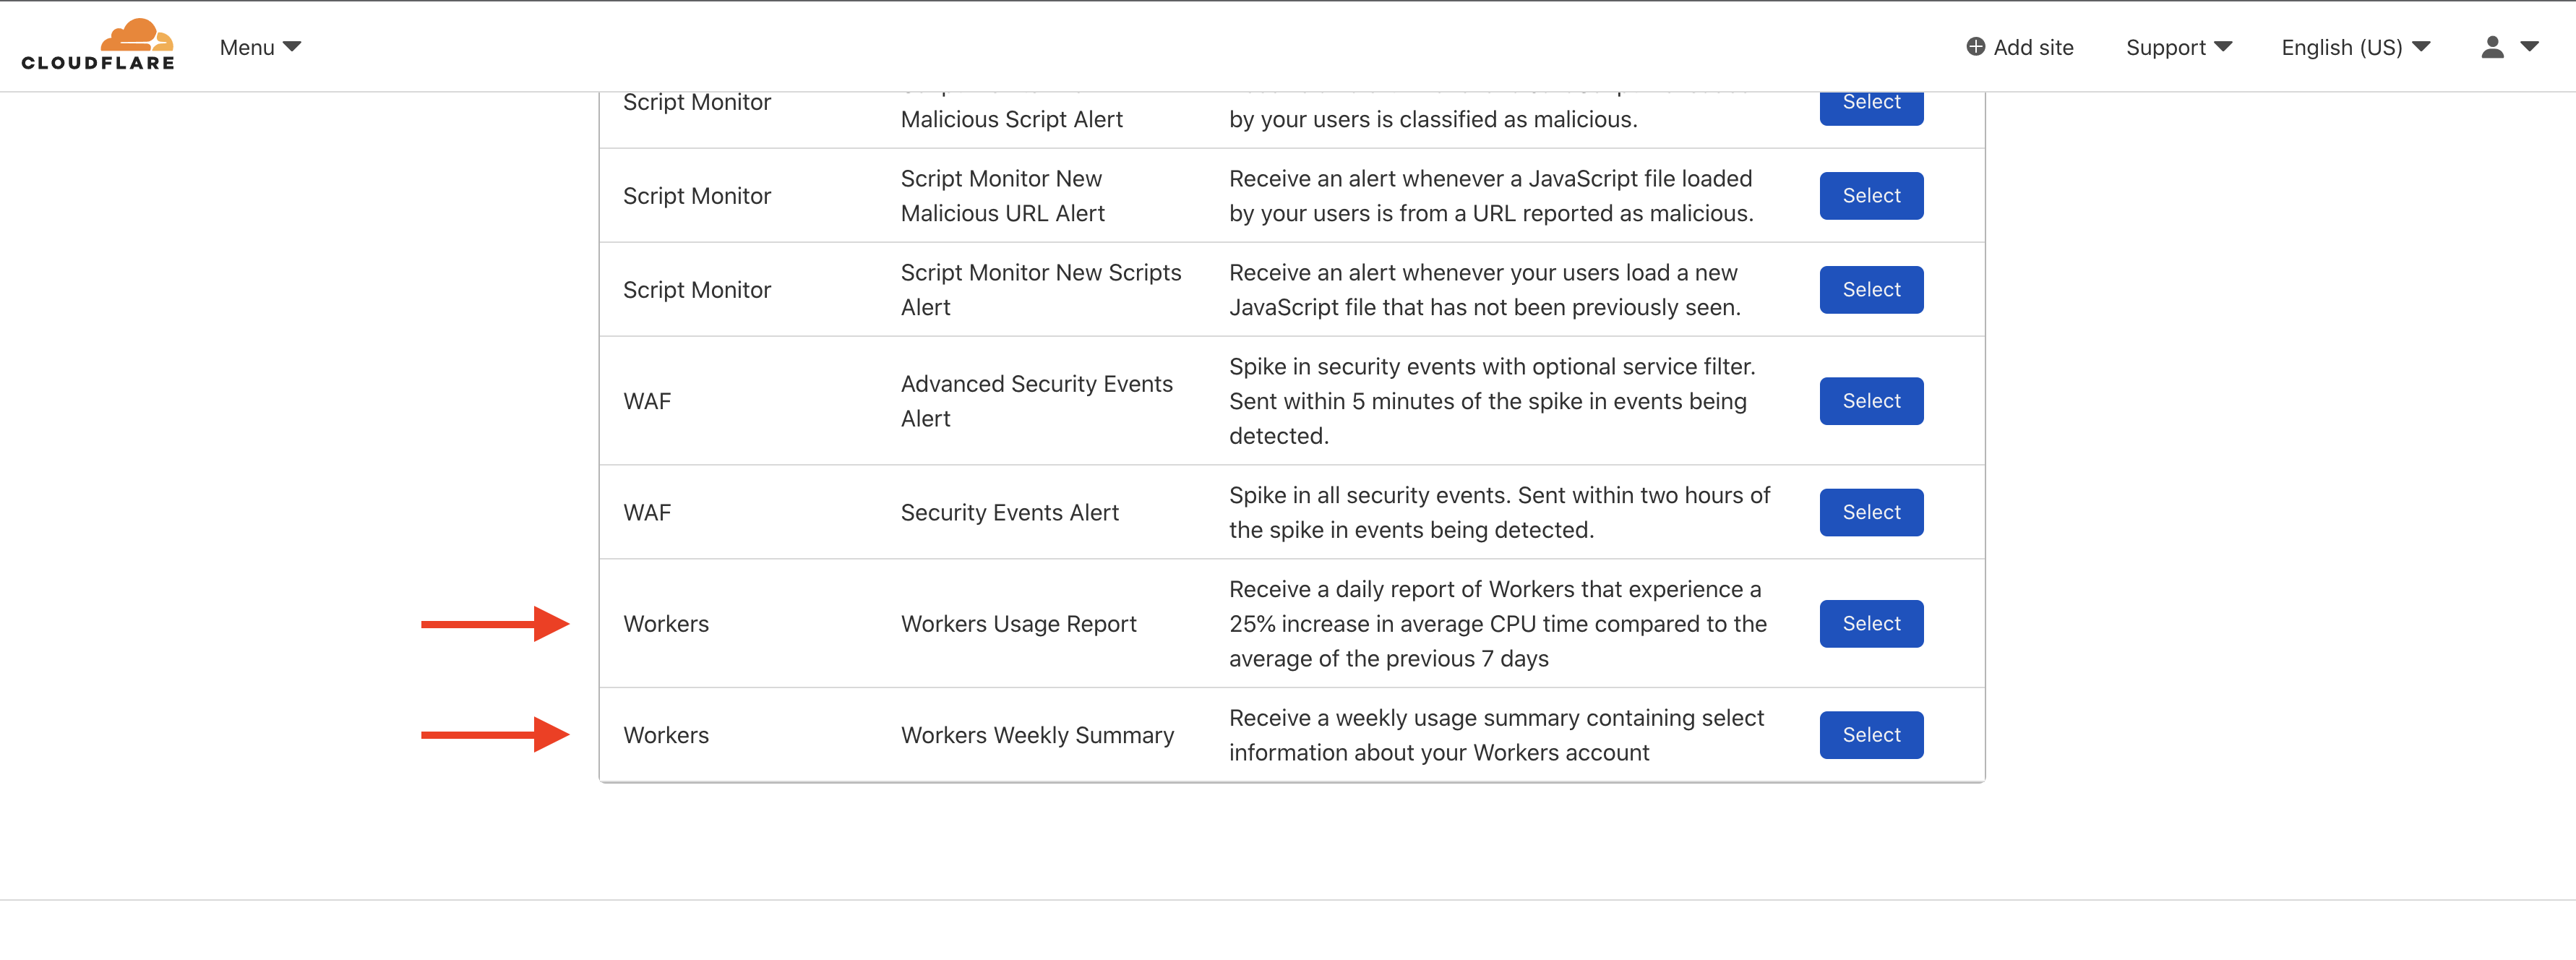 CLOUDFLARE
Menu
Add site
Support
English (US)
Script Monitor
Malicious Script Alert
by your users is classified as malicious.
Select
Script Monitor
Script Monitor New
Malicious URL Alert
Receive an alert whenever a JavaScript file loaded
by your users is from a URL reported as malicious.
Select
Script Monitor
Script Monitor New Scripts
Alert
Receive an alert whenever your users load a new
JavaScript file that has not been previously seen.
Select
WAF
Advanced Security Events
Alert
Spike in security events with optional service filter.
Sent within 5 minutes of the spike in events being
detected.
Select
WAF
Security Events Alert
Spike in all security events. Sent within two hours of
the spike in events being detected.
Select
Workers
Workers Usage Report
Receive a daily report of Workers that experience a
25% increase in average CPU time compared to the
average of the previous 7 days
Select
Workers
Workers Weekly Summary
Receive a weekly usage summary containing select
information about your Workers account
Select